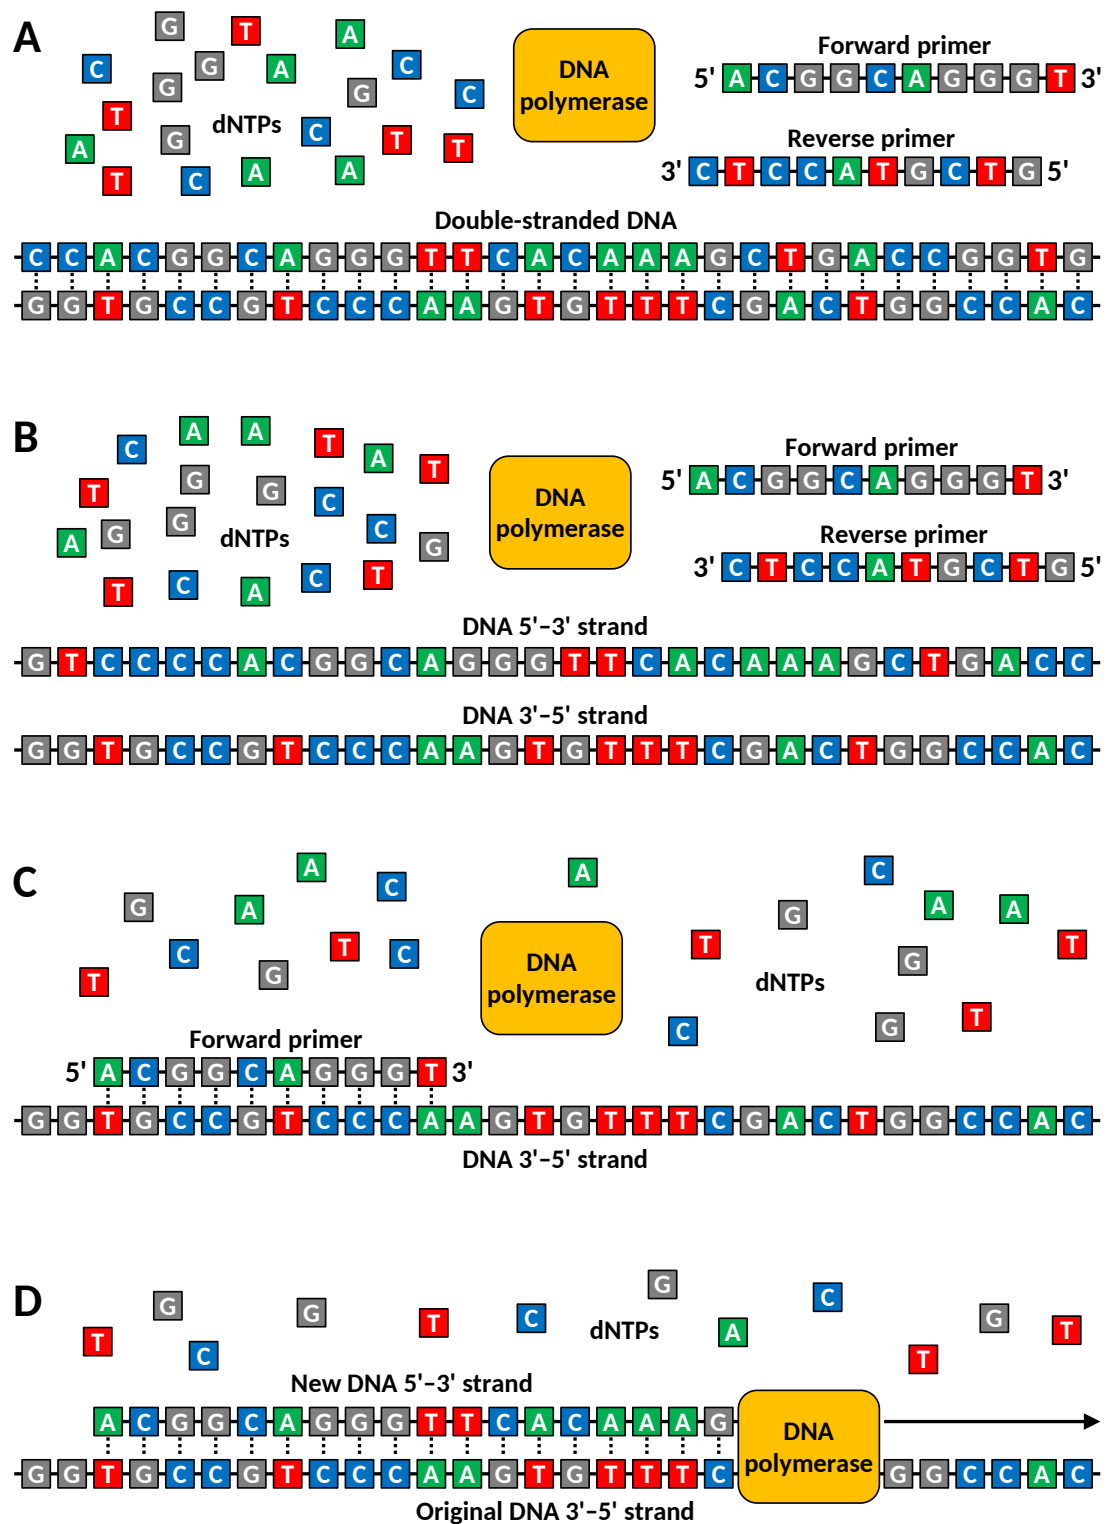 A
G T A
C G A C
G G C
T dNTPs C T T
A G
T C A A
DNA
polymerase
Forward primer
5' A C G G C A G G G T 3'
Reverse primer
3' C T C C A T G C T G 5'
Double-stranded DNA
C C A C G G C A G G G T T C A C A A A G C T G A C C G G T G
G G T G C C G T C C C A A G T G T T T C G A C T G G C C A C
B
C A A T A T
T G G C
A G G dNTPs C G
T C A C T
DNA
polymerase
Forward primer
5' A C G G C A G G G T 3'
Reverse primer
3' C T C C A T G C T G 5'
DNA 5'–3' strand
G T C C C C A C G G C A G G G T T C A C A A A G C T G A C C
DNA 3'–5' strand
G G T G C C G T C C C A A G T G T T T C G A C T G G C C A C
C
A C A C
G A G A A
C T C T G T
T G dNTPs
C G T
DNA
polymerase
Forward primer
5' A C G G C A G G G T 3'
G G T G C C G T C C C A A G T G T T T C G A C T G G C C A C
DNA 3'–5' strand
D
G G T C G C G T
T C dNTPs A T
New DNA 5'–3' strand
A C G G C A G G G T T C A C A A A G
DNA
polymerase
G G T G C C G T C C C A A G T G T T T C G G C C A C
Original DNA 3'–5' strand